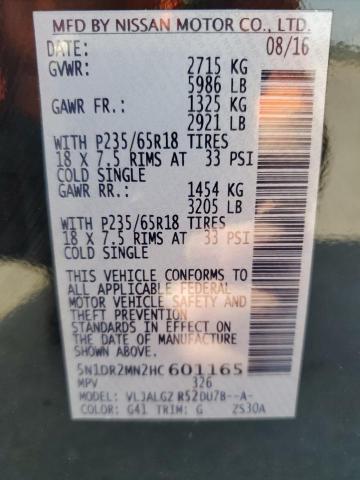 MFD BY NISSAN MOTOR CO., LTD.
DATE: 08/16
GVWR: 2715 KG
5986 LB
GAWR FR.: 1325 KG
2921 LB
WITH P235/65R18 TIRES
18 X 7.5 RIMS AT 33 PSI
COLD SINGLE
GAWR RR.: 1454 KG
3205 LB
WITH P235/65R18 TIRES
18 X 7.5 RIMS AT 33 PSI
COLD SINGLE
THIS VEHICLE CONFORMS TO
ALL APPLICABLE FEDERAL
MOTOR VEHICLE SAFETY AND
THEFT PREVENTION
STANDARDS IN EFFECT ON
THE DATE OF MANUFACTURE
SHOWN ABOVE.
5N1DR2MN2HC601165
MPV 326
MODEL: VLJALGZ R52DU7B--A-
COLOR: G41 TRIM: G 2S30A